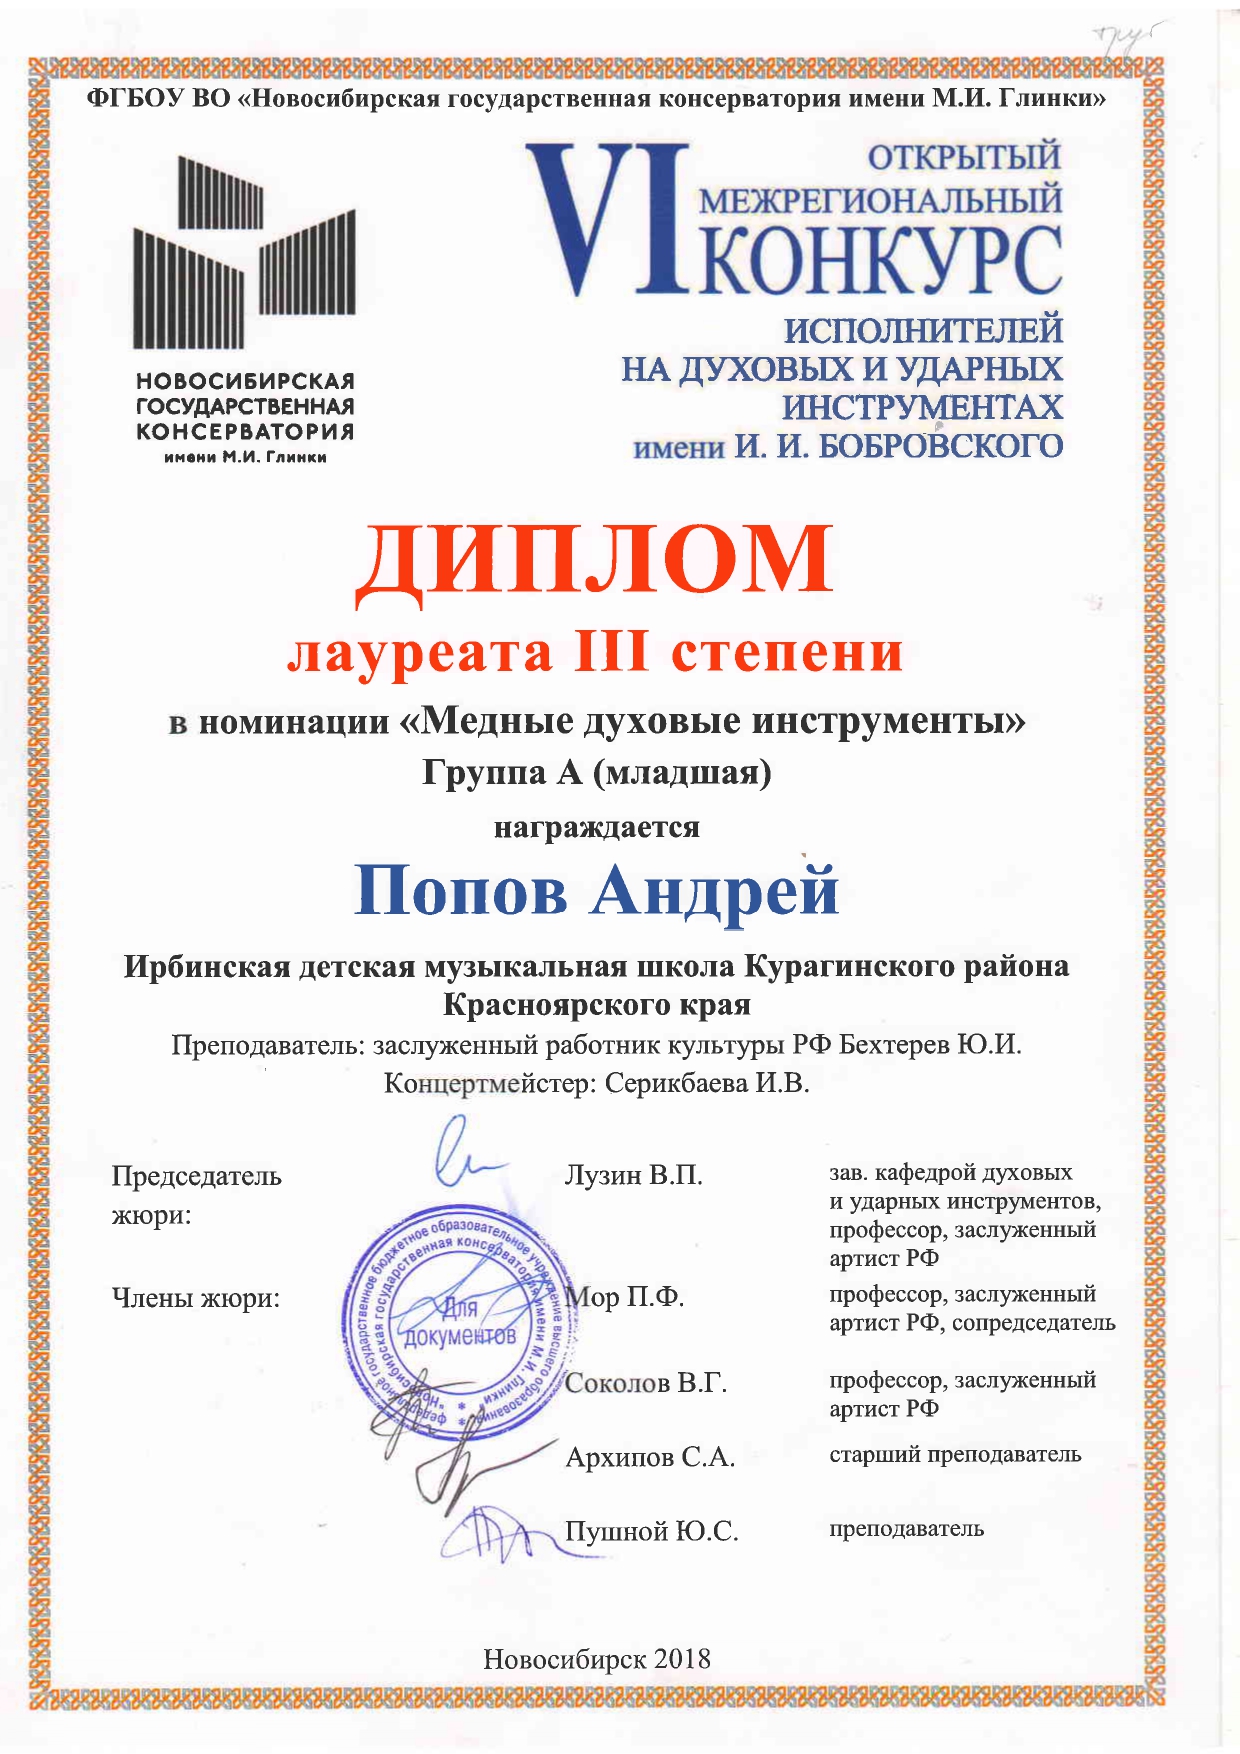 ФГБОУ ВО «Новосибирская государственная консерватория имени М.И. Глинки»
НОВОСИБИРСКАЯ
ГОСУДАРСТВЕННАЯ
КОНСЕРВАТОРИЯ
имени М.И. Глинки
VI ОТКРЫТЫЙ
МЕЖРЕГИОНАЛЬНЫЙ
КОНКУРС
ИСПОЛНИТЕЛЕЙ
НА ДУХОВЫХ И УДАРНЫХ
ИНСТРУМЕНТАХ
имени И. И. БОБРОВСКОГО
ДИПЛОМ
лауреата III степени
в номинации «Медные духовые инструменты»
Группа А (младшая)
награждается
Попов Андрей
Ирбинская детская музыкальная школа Курагинского района
Красноярского края
Преподаватель: заслуженный работник культуры РФ Бехтерев Ю.И.
Концертмейстер: Серикбаева И.В.
Председатель
жюри:
Лузин В.П.
зав. кафедрой духовых
и ударных инструментов,
профессор, заслуженный
артист РФ
Члены жюри:
Мор П.Ф.
профессор, заслуженный
артист РФ, сопредседатель
Соколов В.Г.
профессор, заслуженный
артист РФ
Архипов С.А.
старший преподаватель
Пушной Ю.С.
преподаватель
федеральное государственное бюджетное образовательное учреждение высшего образования
"Новосибирская государственная консерватория имени М.И. Глинки"
Для
документов
Новосибирск 2018